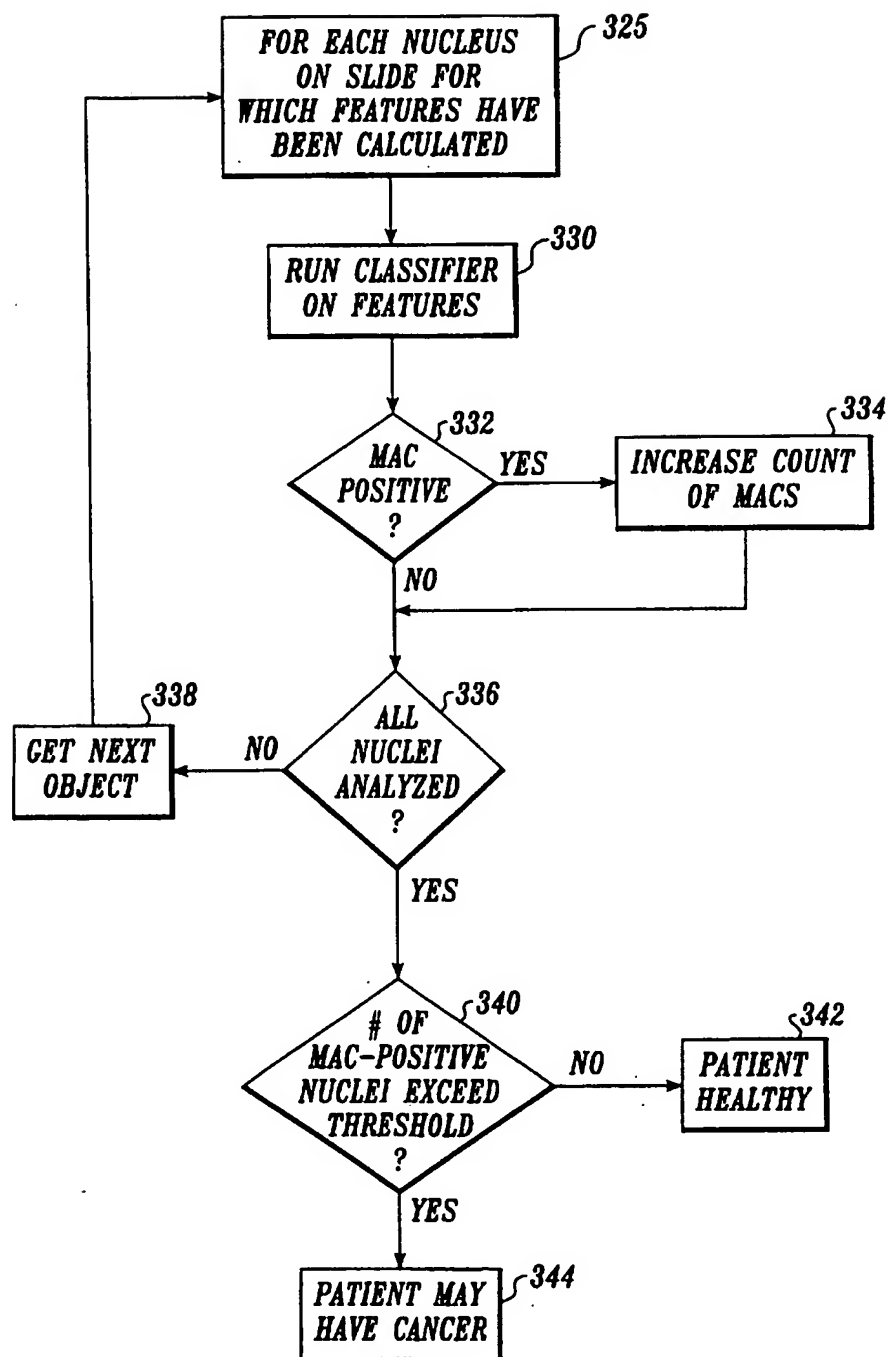 325
FOR EACH NUCLEUS
ON SLIDE FOR
WHICH FEATURES HAVE
BEEN CALCULATED
330
RUN CLASSIFIER
ON FEATURES
332
MAC
POSITIVE
?
YES
334
INCREASE COUNT
OF MACS
NO
336
ALL
NUCLEI
ANALYZED
?
NO
338
GET NEXT
OBJECT
YES
340
# OF
MAC-POSITIVE
NUCLEI EXCEED
THRESHOLD
?
NO
342
PATIENT
HEALTHY
YES
344
PATIENT MAY
HAVE CANCER